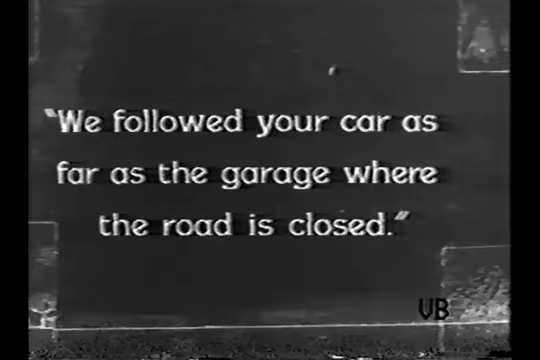 "We followed your car as
far as the garage where
the road is closed."
VB